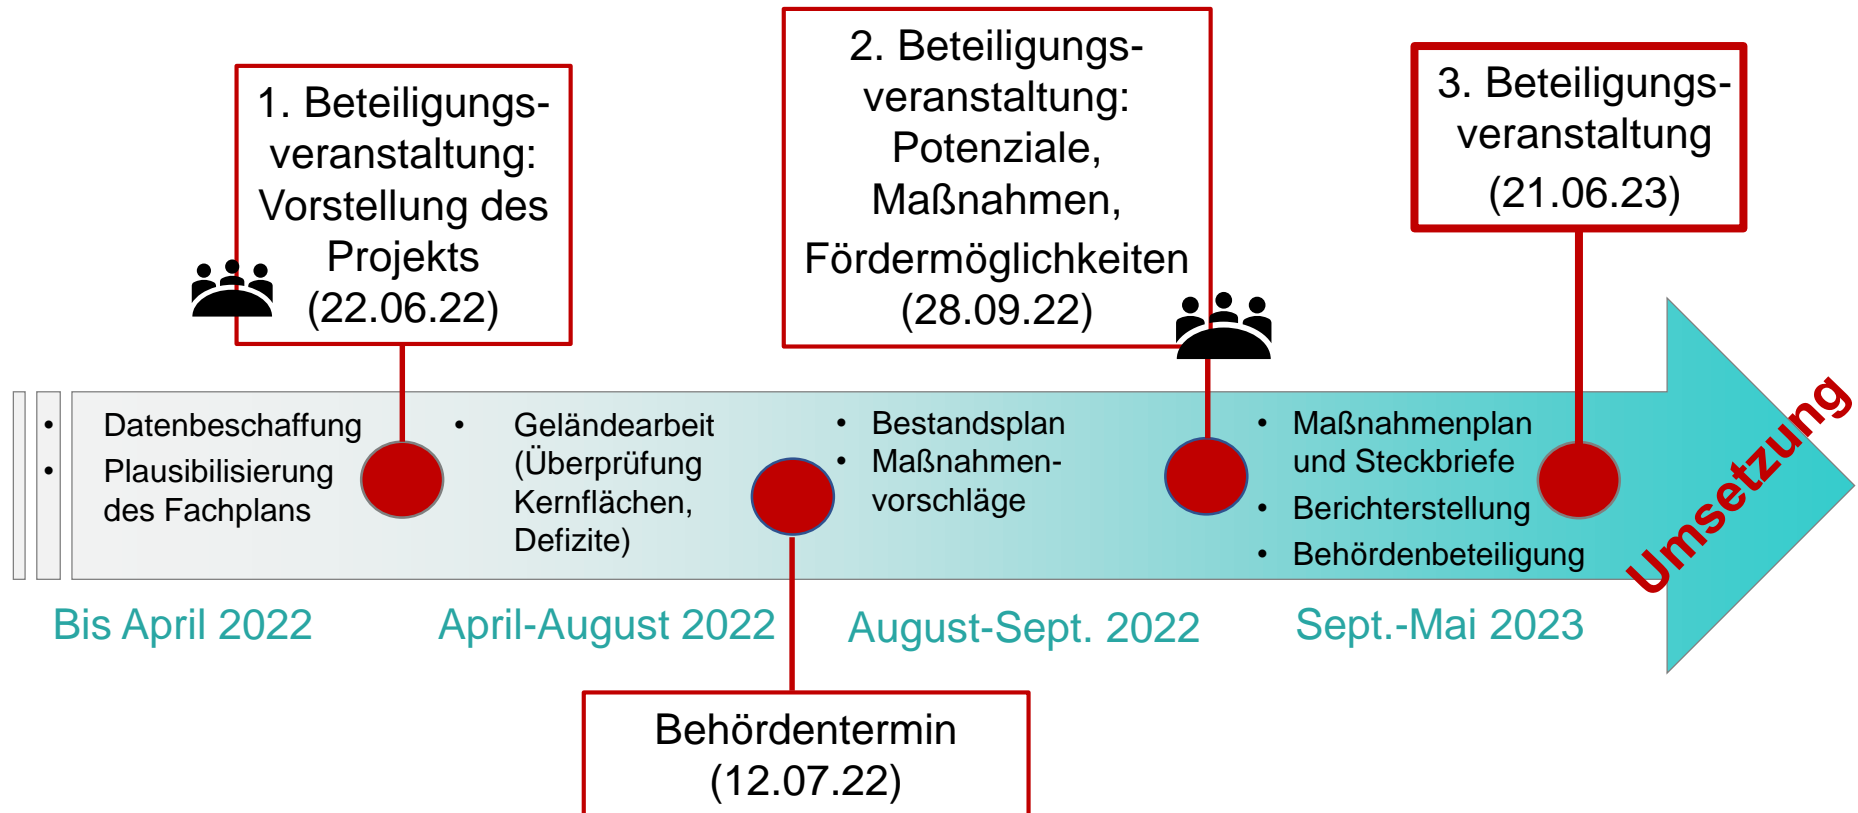 1. Beteiligungs-
veranstaltung:
Vorstellung des
Projekts
(22.06.22)
2. Beteiligungs-
veranstaltung:
Potenziale,
Maßnahmen,
Fördermöglichkeiten
(28.09.22)
3. Beteiligungs-
veranstaltung
(21.06.23)
• Datenbeschaffung
• Plausibilisierung
des Fachplans
• Geländearbeit
(Überprüfung
Kernflächen,
Defizite)
• Bestandsplan
• Maßnahmen-
vorschläge
• Maßnahmenplan
und Steckbriefe
• Berichterstellung
• Behördenbeteiligung
Umsetzung
Bis April 2022
April-August 2022
August-Sept. 2022
Sept.-Mai 2023
Behördentermin
(12.07.22)